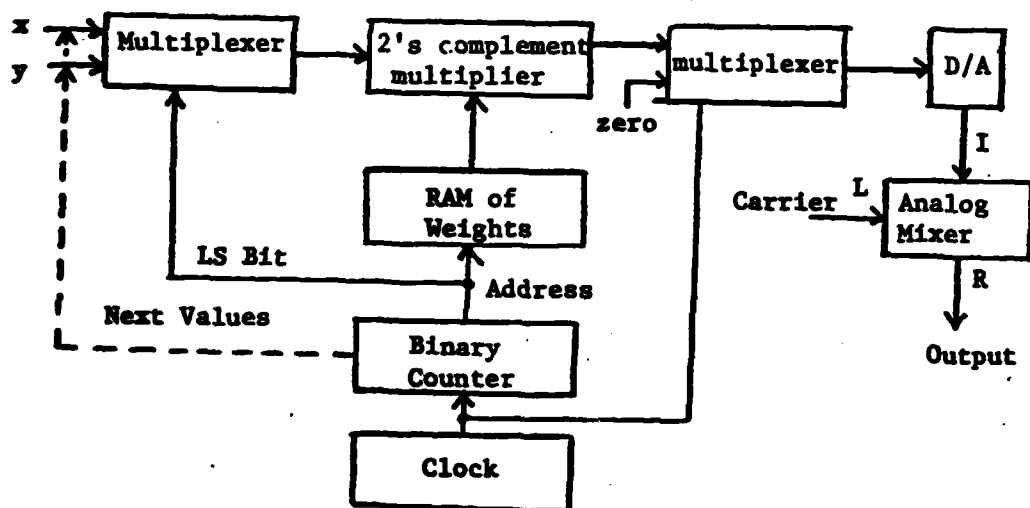 x
y
Multiplexer
2's complement
multiplier
multiplexer
D/A
zero
I
RAM of
Weights
Carrier
L
Analog
Mixer
LS Bit
Address
R
Next Values
Binary
Counter
Output
Clock